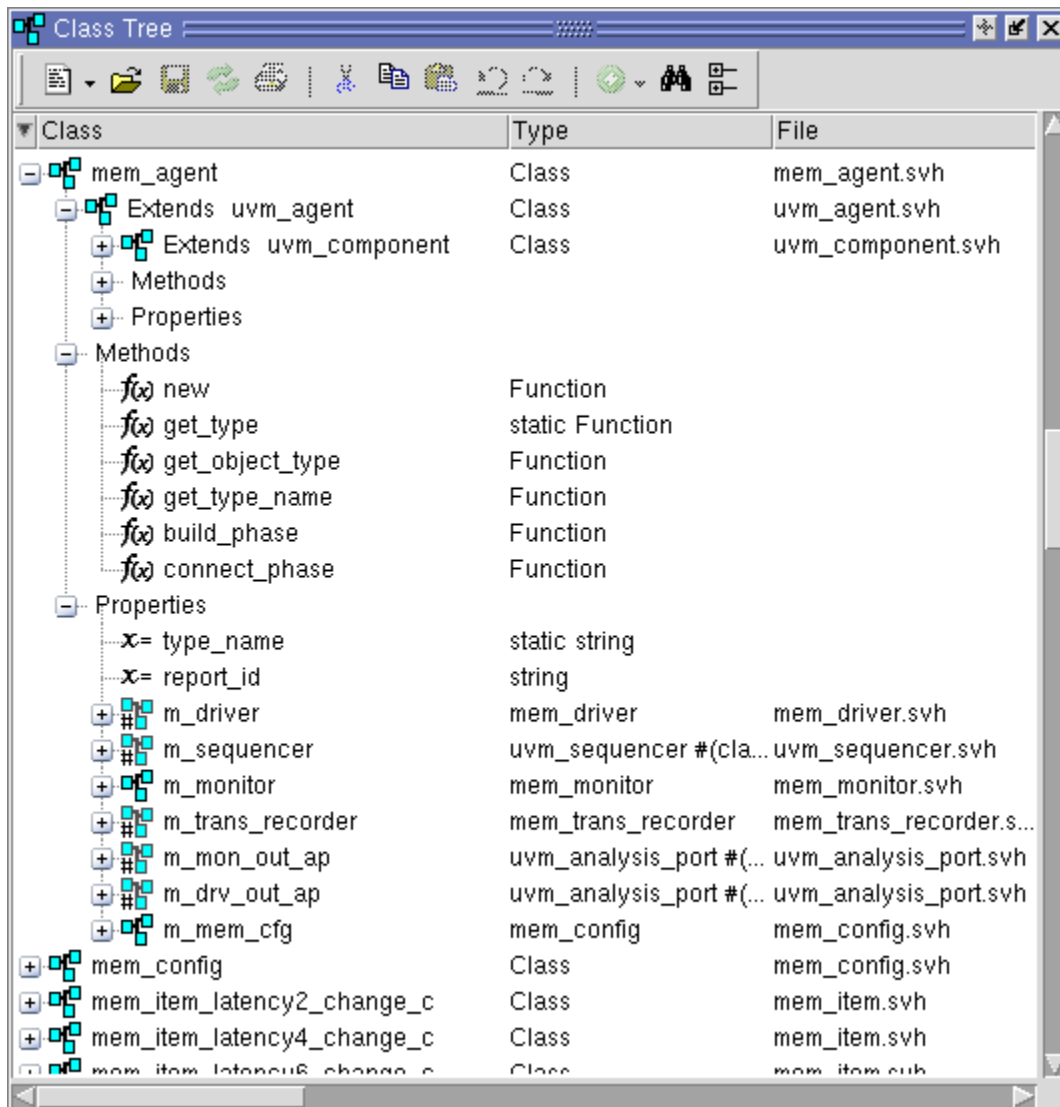 Class Tree
Class Type File
mem_agent Class mem_agent.svh
Extends uvm_agent Class uvm_agent.svh
Extends uvm_component Class uvm_component.svh
Methods
Properties
Methods
f(x) new Function
f(x) get_type static Function
f(x) get_object_type Function
f(x) get_type_name Function
f(x) build_phase Function
f(x) connect_phase Function
Properties
x= type_name static string
x= report_id string
# m_driver mem_driver mem_driver.svh
# m_sequencer uvm_sequencer #(cla... uvm_sequencer.svh
m_monitor mem_monitor mem_monitor.svh
# m_trans_recorder mem_trans_recorder mem_trans_recorder.s...
# m_mon_out_ap uvm_analysis_port #(... uvm_analysis_port.svh
# m_drv_out_ap uvm_analysis_port #(... uvm_analysis_port.svh
m_mem_cfg mem_config mem_config.svh
mem_config Class mem_config.svh
mem_item_latency2_change_c Class mem_item.svh
mem_item_latency4_change_c Class mem_item.svh
mem_item_latency6_change_c Class mem_item.svh